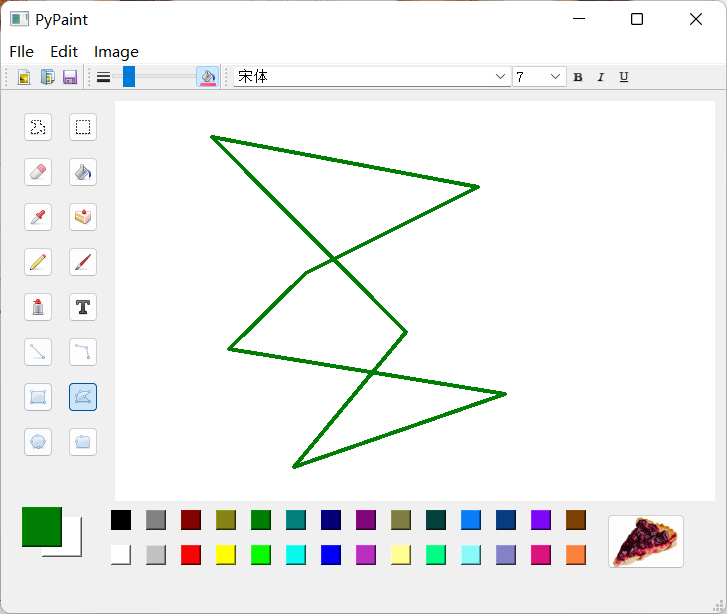 PyPaint
FIle Edit Image
宋体 7 B I U
T